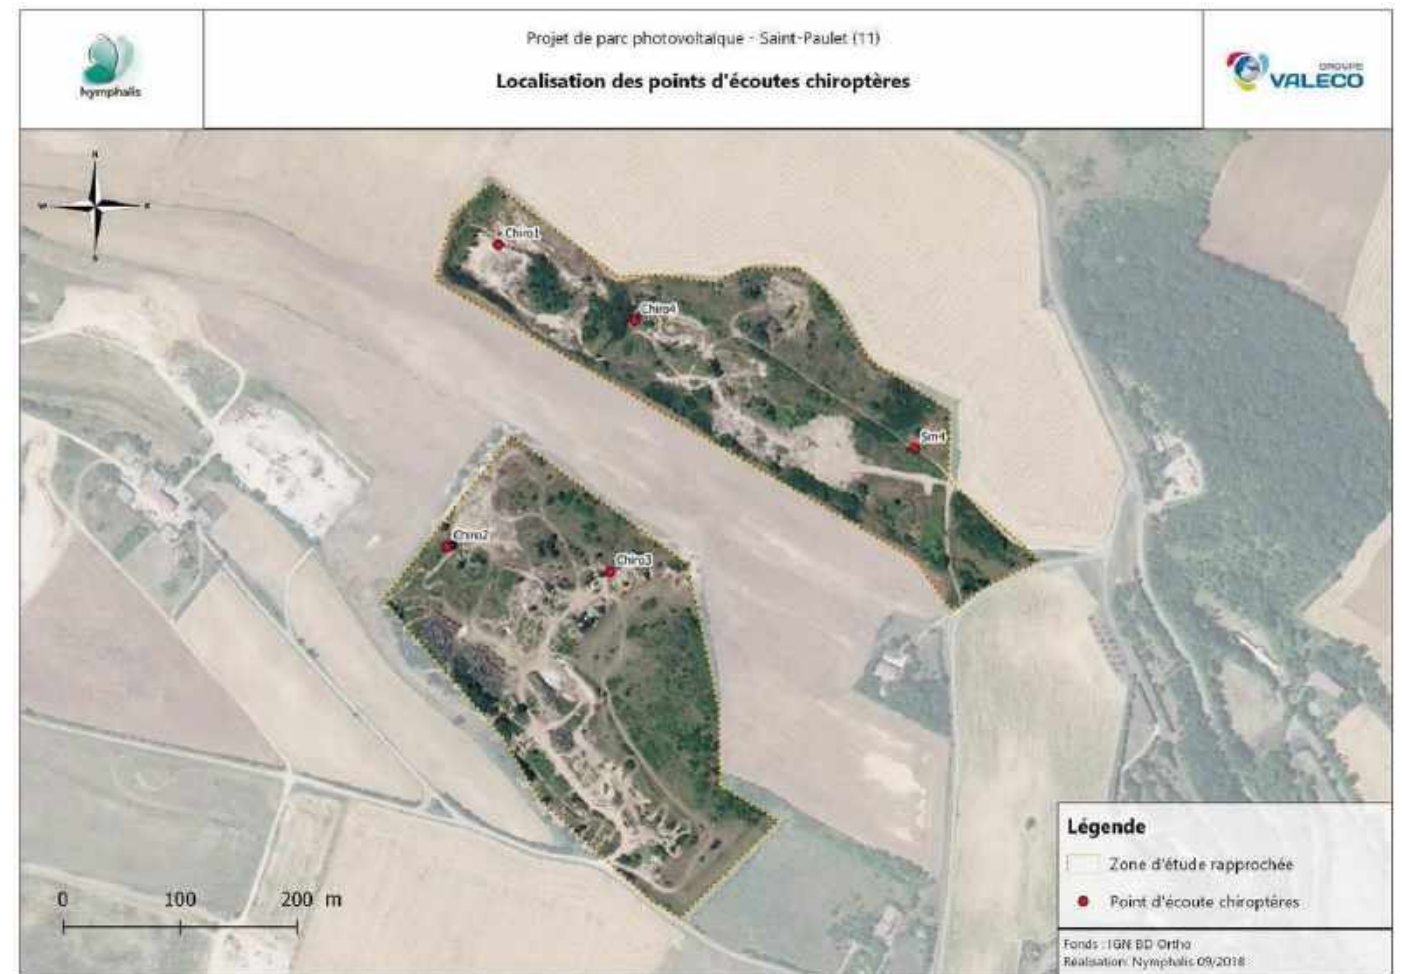 Projet de parc photovoltaïque - Saint-Paulet (11)
Localisation des points d'écoutes chiroptères
Nymphalis
GROUPE
VALECO
N
W
E
S
Chiro1
Chiro4
Sm4
Chiro2
Chiro3
Légende
Zone d'étude rapprochée
Point d'écoute chiroptères
0 100 200 m
Fonds : IGN BD Ortho
Réalisation: Nymphalis 09/2018